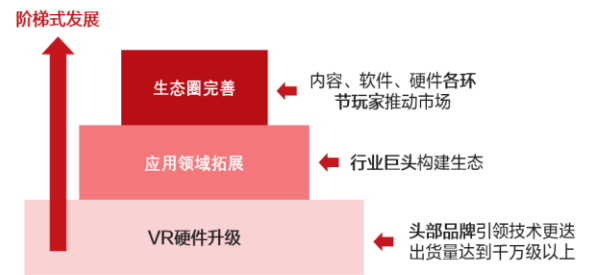 阶梯式发展
生态圈完善
内容、软件、硬件各环
节玩家推动市场
应用领域拓展
行业巨头构建生态
VR硬件升级
头部品牌引领技术更迭
出货量达到千万级以上